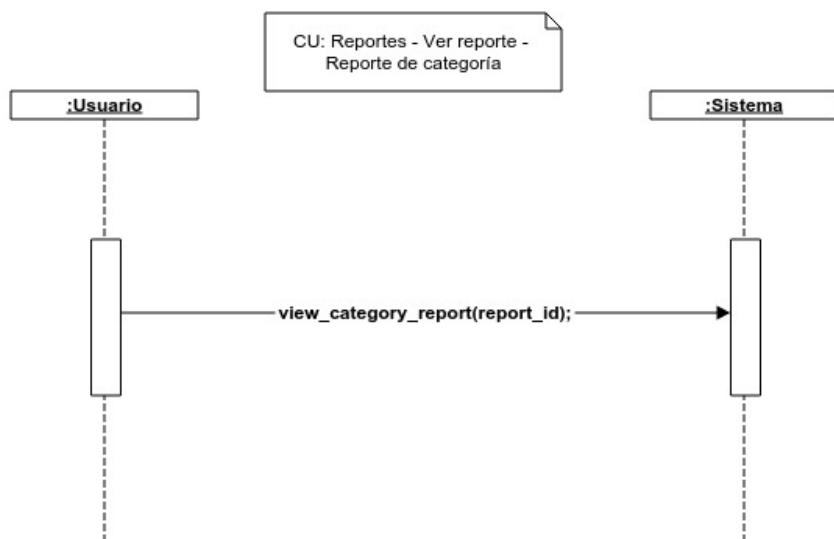 CU: Reportes - Ver reporte -
Reporte de categoría
:Usuario
:Sistema
view_category_report(report_id);